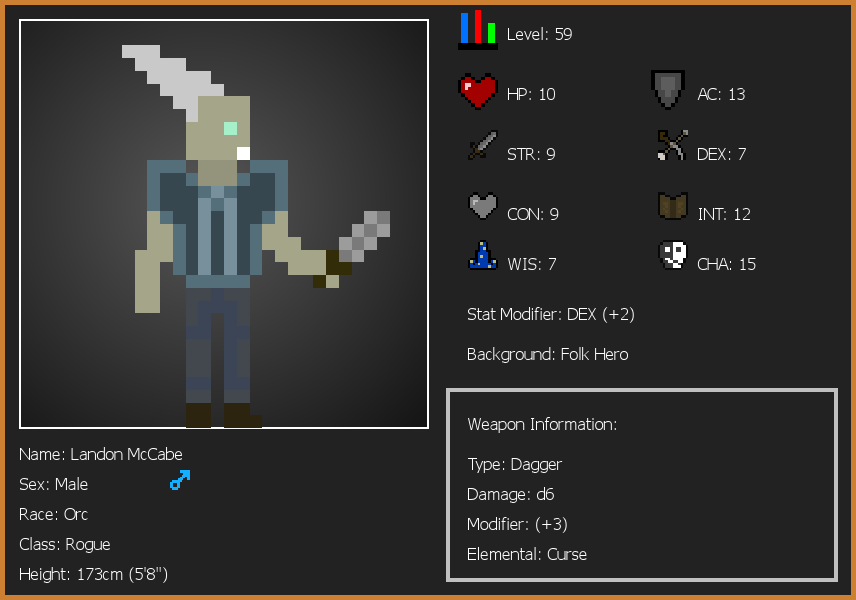 Level: 59
HP: 10
AC: 13
STR: 9
DEX: 7
CON: 9
INT: 12
WIS: 7
CHA: 15
Stat Modifier: DEX (+2)
Background: Folk Hero
Weapon Information:
Type: Dagger
Damage: d6
Modifier: (+3)
Elemental: Curse
Name: Landon McCabe
Sex: Male
Race: Orc
Class: Rogue
Height: 173cm (5'8")